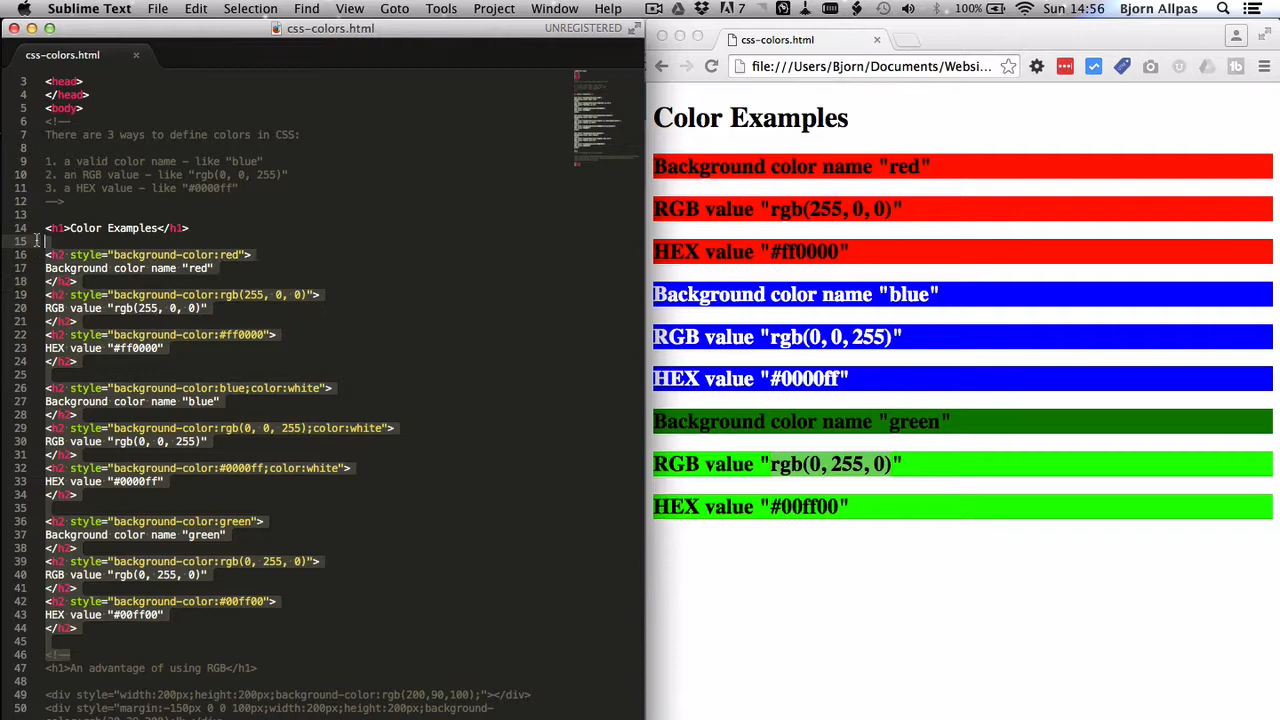 Sublime Text File Edit Selection Find View Goto Tools Project Window Help 7 100% Sun 14:56 Bjorn Allpas
css-colors.html UNREGISTERED
css-colors.html
3 <head>
4 </head>
5 <body>
6 <!--
7 There are 3 ways to define colors in CSS:
8
9 1. a valid color name - like "blue"
10 2. an RGB value - like "rgb(0, 0, 255)"
11 3. a HEX value - like "#0000ff"
12 -->
13
14 <h1>Color Examples</h1>
15
16 <h2 style="background-color:red">
17 Background color name "red"
18 </h2>
19 <h2 style="background-color:rgb(255, 0, 0)">
20 RGB value "rgb(255, 0, 0)"
21 </h2>
22 <h2 style="background-color:#ff0000">
23 HEX value "#ff0000"
24 </h2>
25
26 <h2 style="background-color:blue;color:white">
27 Background color name "blue"
28 </h2>
29 <h2 style="background-color:rgb(0, 0, 255);color:white">
30 RGB value "rgb(0, 0, 255)"
31 </h2>
32 <h2 style="background-color:#0000ff;color:white">
33 HEX value "#0000ff"
34 </h2>
35
36 <h2 style="background-color:green">
37 Background color name "green"
38 </h2>
39 <h2 style="background-color:rgb(0, 255, 0)">
40 RGB value "rgb(0, 255, 0)"
41 </h2>
42 <h2 style="background-color:#00ff00">
43 HEX value "#00ff00"
44 </h2>
45
46 <!--
47 <h1>An advantage of using RGB</h1>
48
49 <div style="width:200px;height:200px;background-color:rgb(200,90,100);"></div>
50 <div style="margin:-150px 0 0 100px;width:200px;height:200px;background-
css-colors.html
file:///Users/Bjorn/Documents/Websi...
Color Examples
Background color name "red"
RGB value "rgb(255, 0, 0)"
HEX value "#ff0000"
Background color name "blue"
RGB value "rgb(0, 0, 255)"
HEX value "#0000ff"
Background color name "green"
RGB value "rgb(0, 255, 0)"
HEX value "#00ff00"